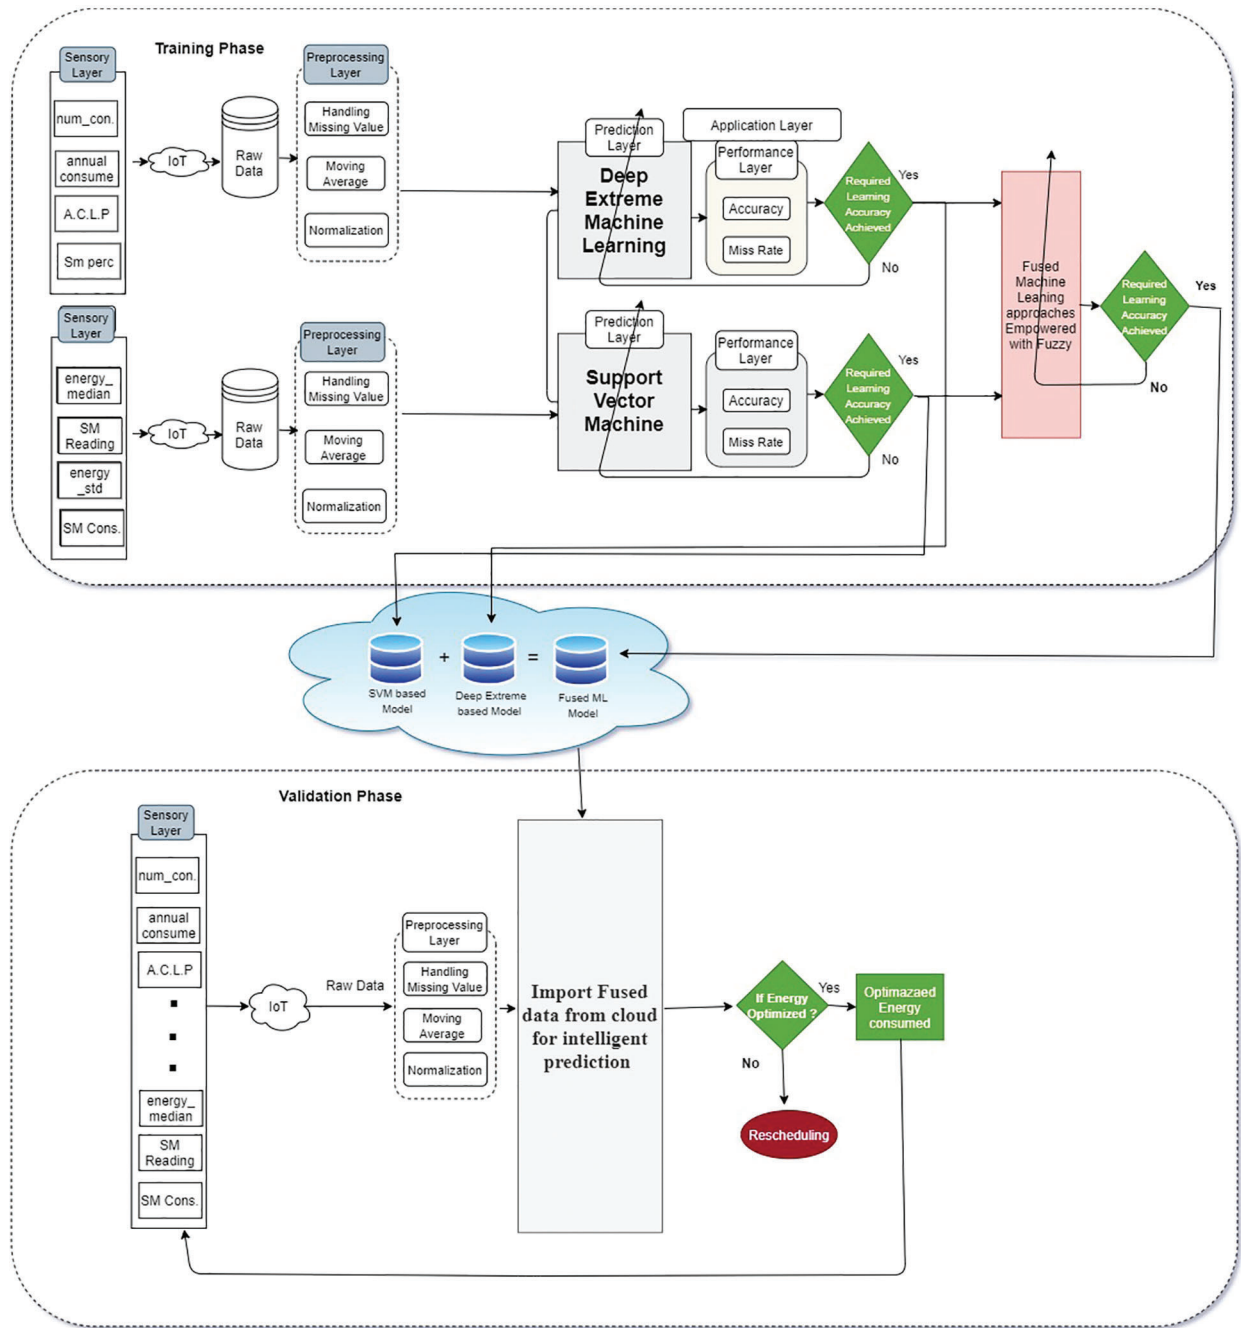 Training Phase
Sensory
Layer
num_con.
annual
consume
A.C.L.P
Sm perc
IoT
Raw
Data
Preprocessing
Layer
Handling
Missing Value
Moving
Average
Normalization
Prediction
Layer
Deep
Extreme
Machine
Learning
Application Layer
Performance
Layer
Accuracy
Miss Rate
Required
Learning
Accuracy
Achieved
Yes
No
Sensory
Layer
energy_
median
SM
Reading
energy
_std
SM Cons.
IoT
Raw
Data
Preprocessing
Layer
Handling
Missing Value
Moving
Average
Normalization
Prediction
Layer
Support
Vector
Machine
Performance
Layer
Accuracy
Miss Rate
Required
Learning
Accuracy
Achieved
Yes
No
Fused
Machine
Leaning
approaches
Empowered
with Fuzzy
Required
Learning
Accuracy
Achieved
Yes
No
+
=
SVM based
Model
Deep Extreme
based Model
Fused ML
Model
Validation Phase
Sensory
Layer
num_con.
annual
consume
A.C.L.P
energy_
median
SM
Reading
SM Cons.
IoT
Raw Data
Preprocessing
Layer
Handling
Missing Value
Moving
Average
Normalization
Import Fused
data from cloud
for intelligent
prediction
If Energy
Optimized ?
Yes
No
Optimazaed
Energy
consumed
Rescheduling